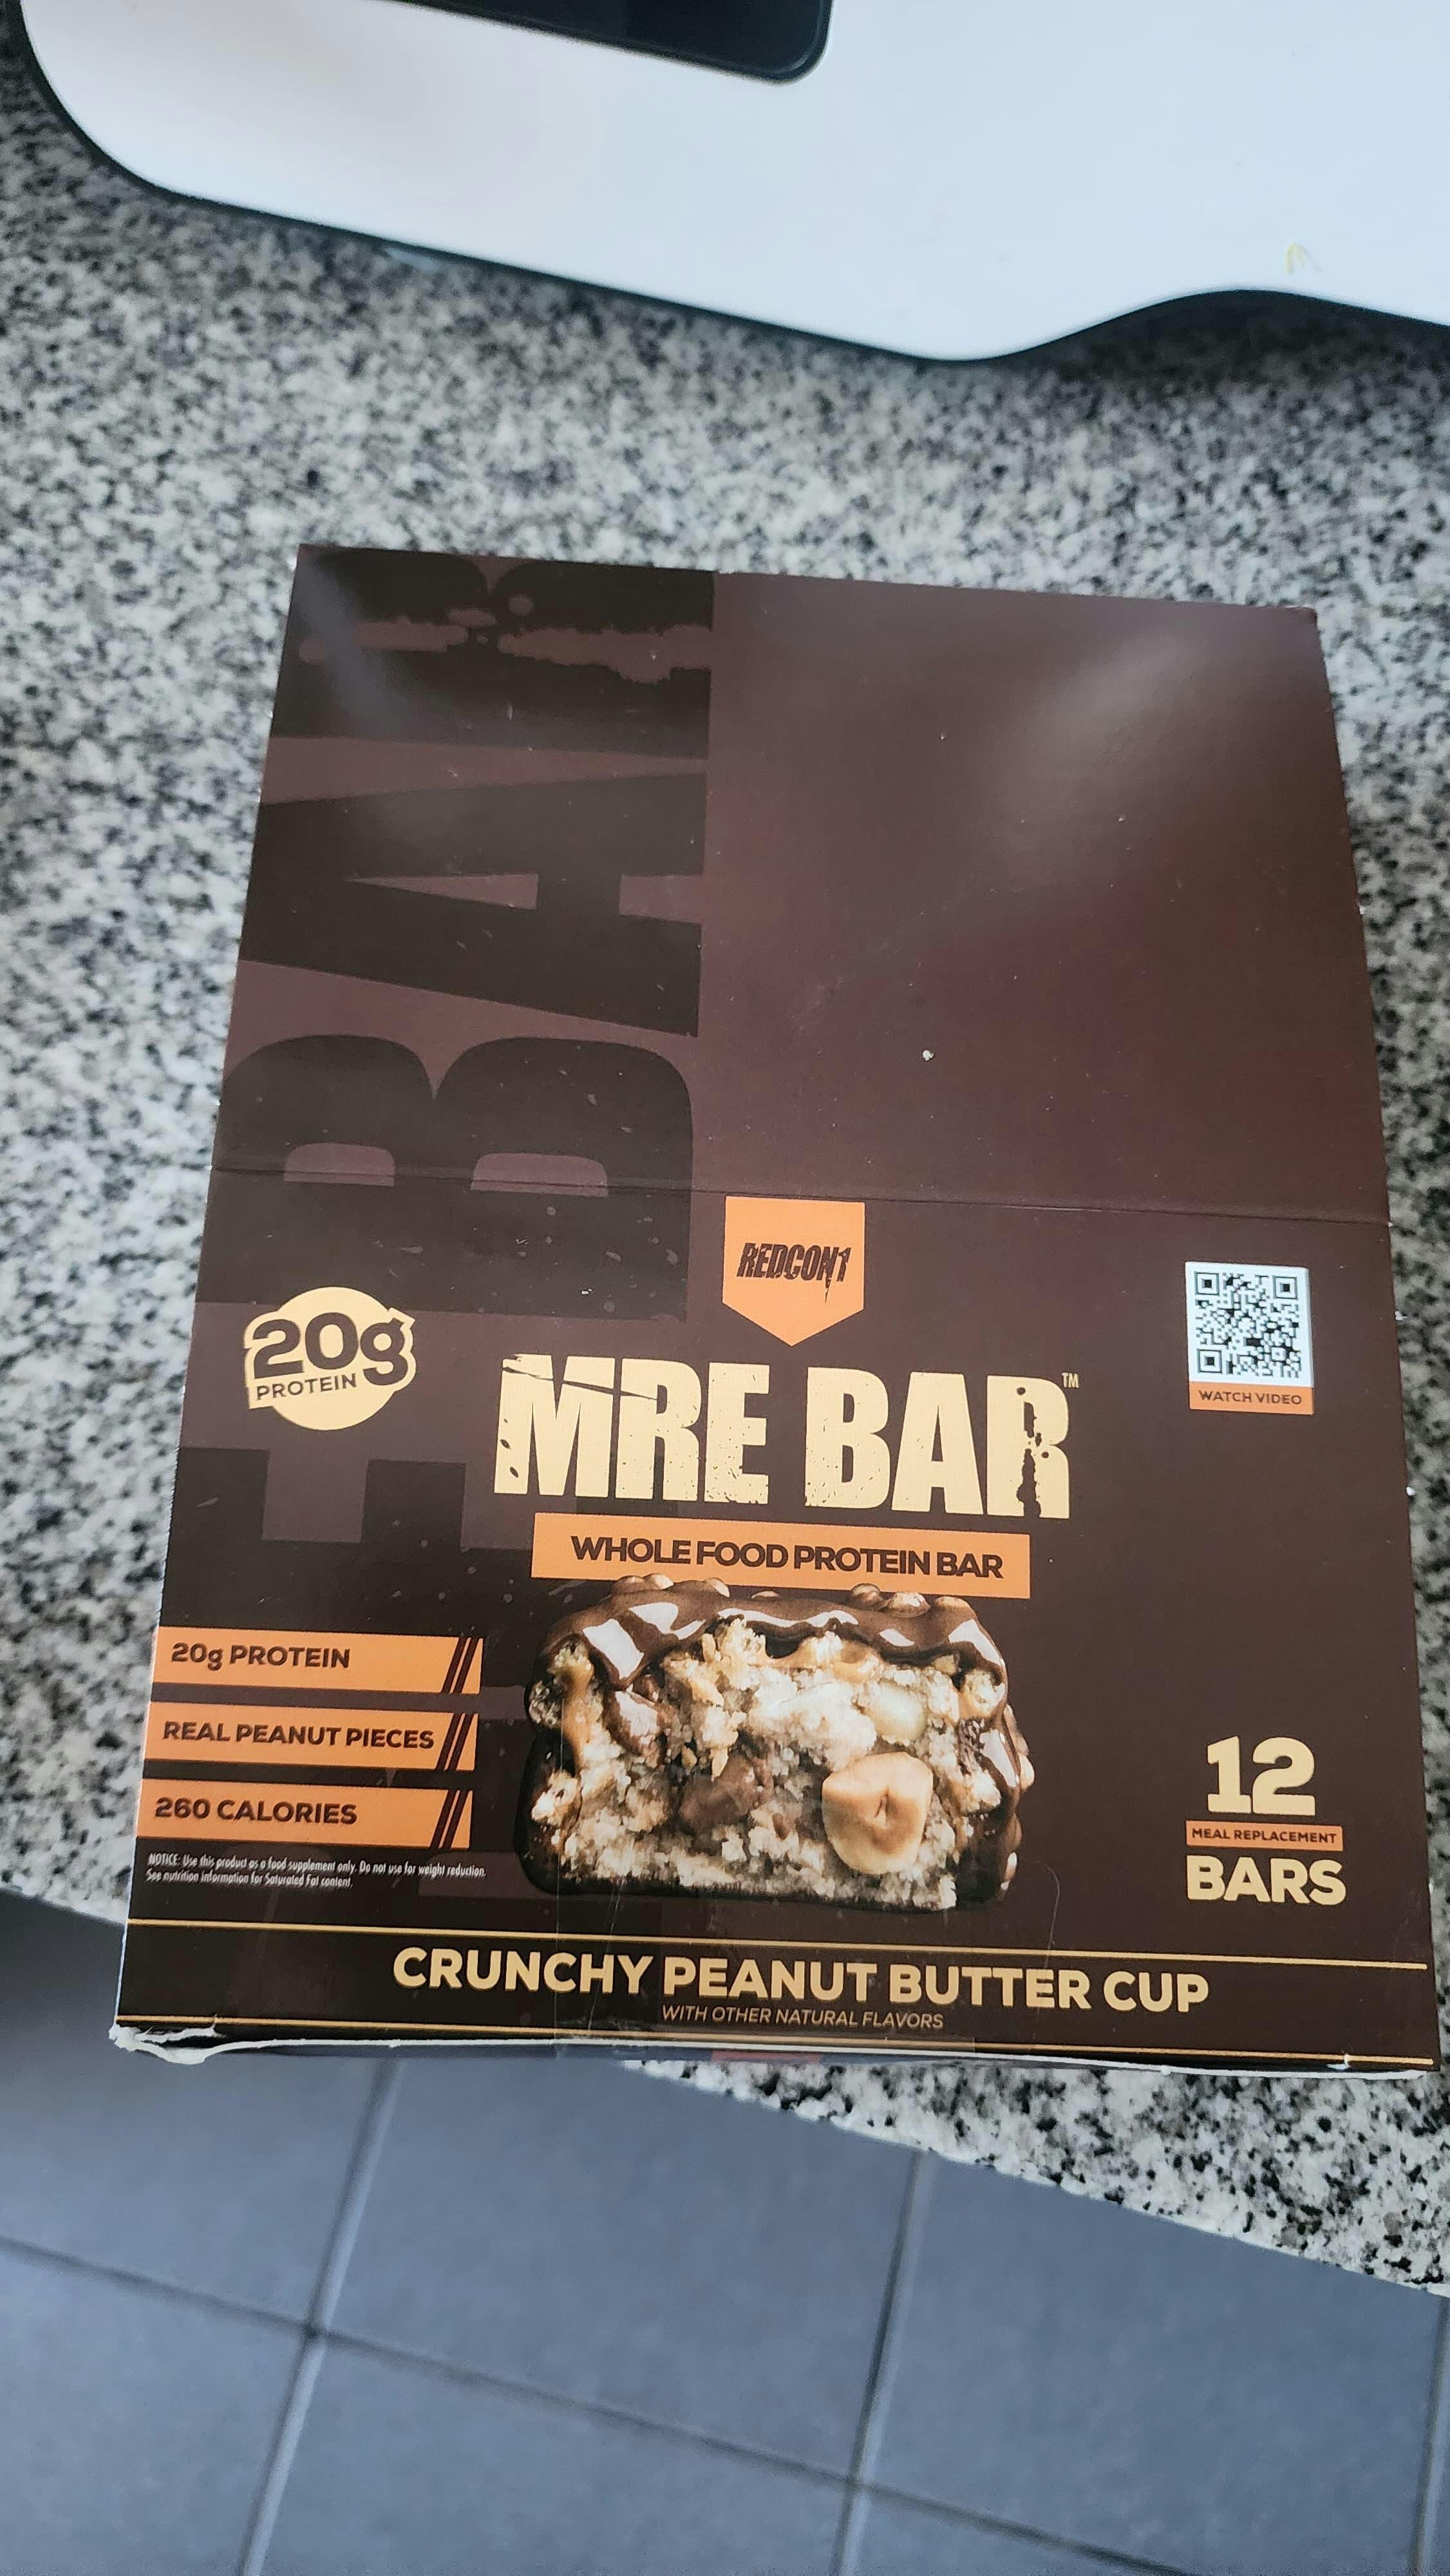 BAR
REDCON1
20g
PROTEIN
MRE BAR™
WATCH VIDEO
WHOLE FOOD PROTEIN BAR
20g PROTEIN
REAL PEANUT PIECES
260 CALORIES
NOTICE: Use this product as a food supplement only. Do not use for weight reduction.
See nutrition information for Saturated Fat content.
12
MEAL REPLACEMENT
BARS
CRUNCHY PEANUT BUTTER CUP
WITH OTHER NATURAL FLAVORS